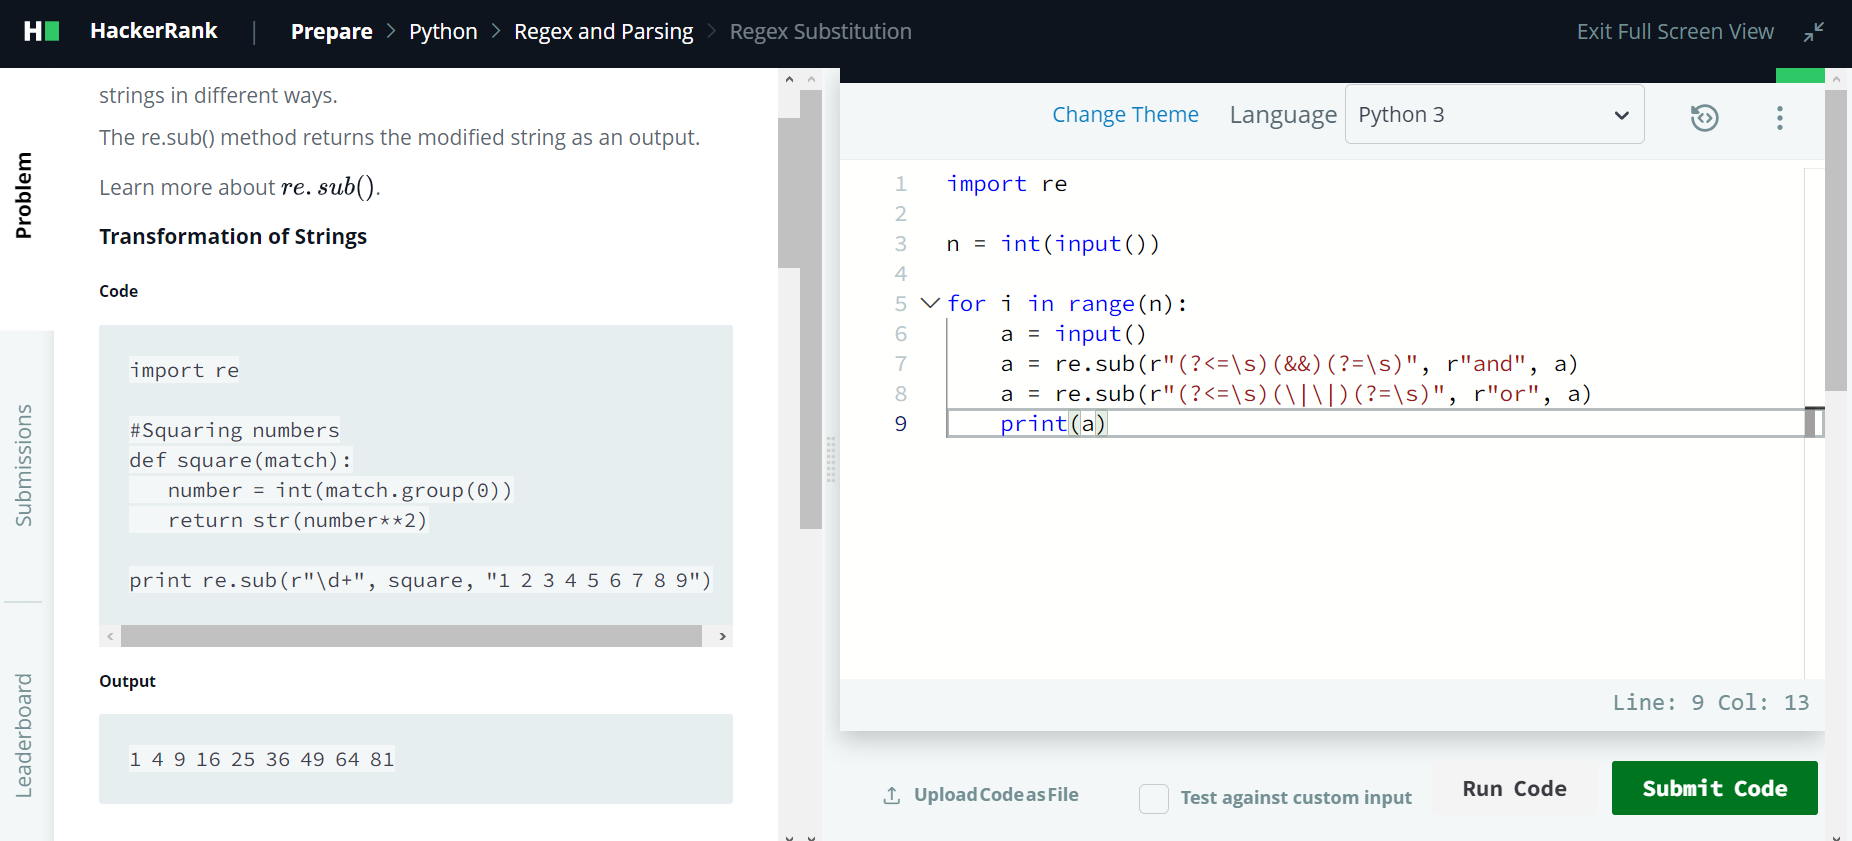 HackerRank | Prepare > Python > Regex and Parsing > Regex Substitution
Exit Full Screen View
Problem
Submissions
Leaderboard
strings in different ways.
The re.sub() method returns the modified string as an output.
Learn more about re.sub().
Transformation of Strings
Code
import re
#Squaring numbers
def square(match):
    number = int(match.group(0))
    return str(number**2)
print re.sub(r"\d+", square, "1 2 3 4 5 6 7 8 9")
Output
1 4 9 16 25 36 49 64 81
Change Theme Language Python 3
1 import re
2
3 n = int(input())
4
5 for i in range(n):
6     a = input()
7     a = re.sub(r"(?<=\s)(&&)(?=\s)", r"and", a)
8     a = re.sub(r"(?<=\s)(\|\|)(?=\s)", r"or", a)
9     print(a)
Line: 9 Col: 13
Upload Code as File
Test against custom input
Run Code
Submit Code